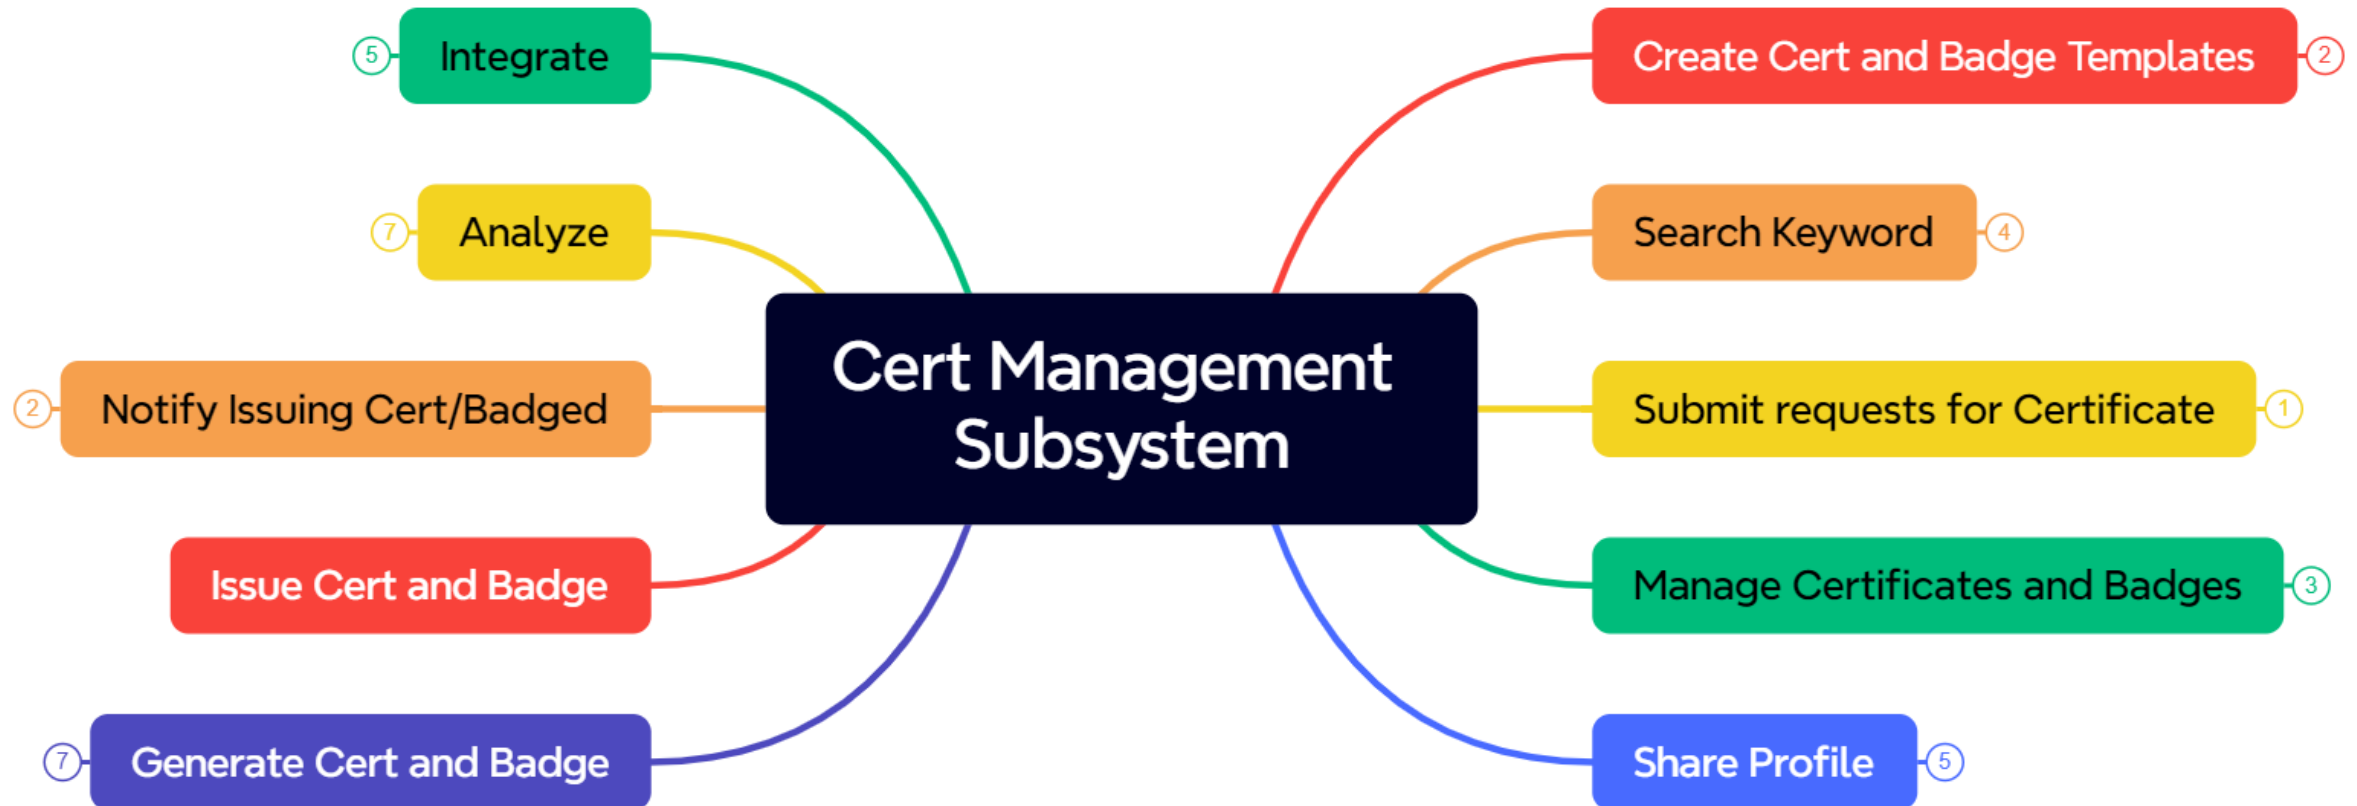 5
Integrate
Create Cert and Badge Templates
2
7
Analyze
Search Keyword
4
Cert Management
Subsystem
2
Notify Issuing Cert/Badged
Submit requests for Certificate
1
Issue Cert and Badge
Manage Certificates and Badges
3
7
Generate Cert and Badge
Share Profile
5